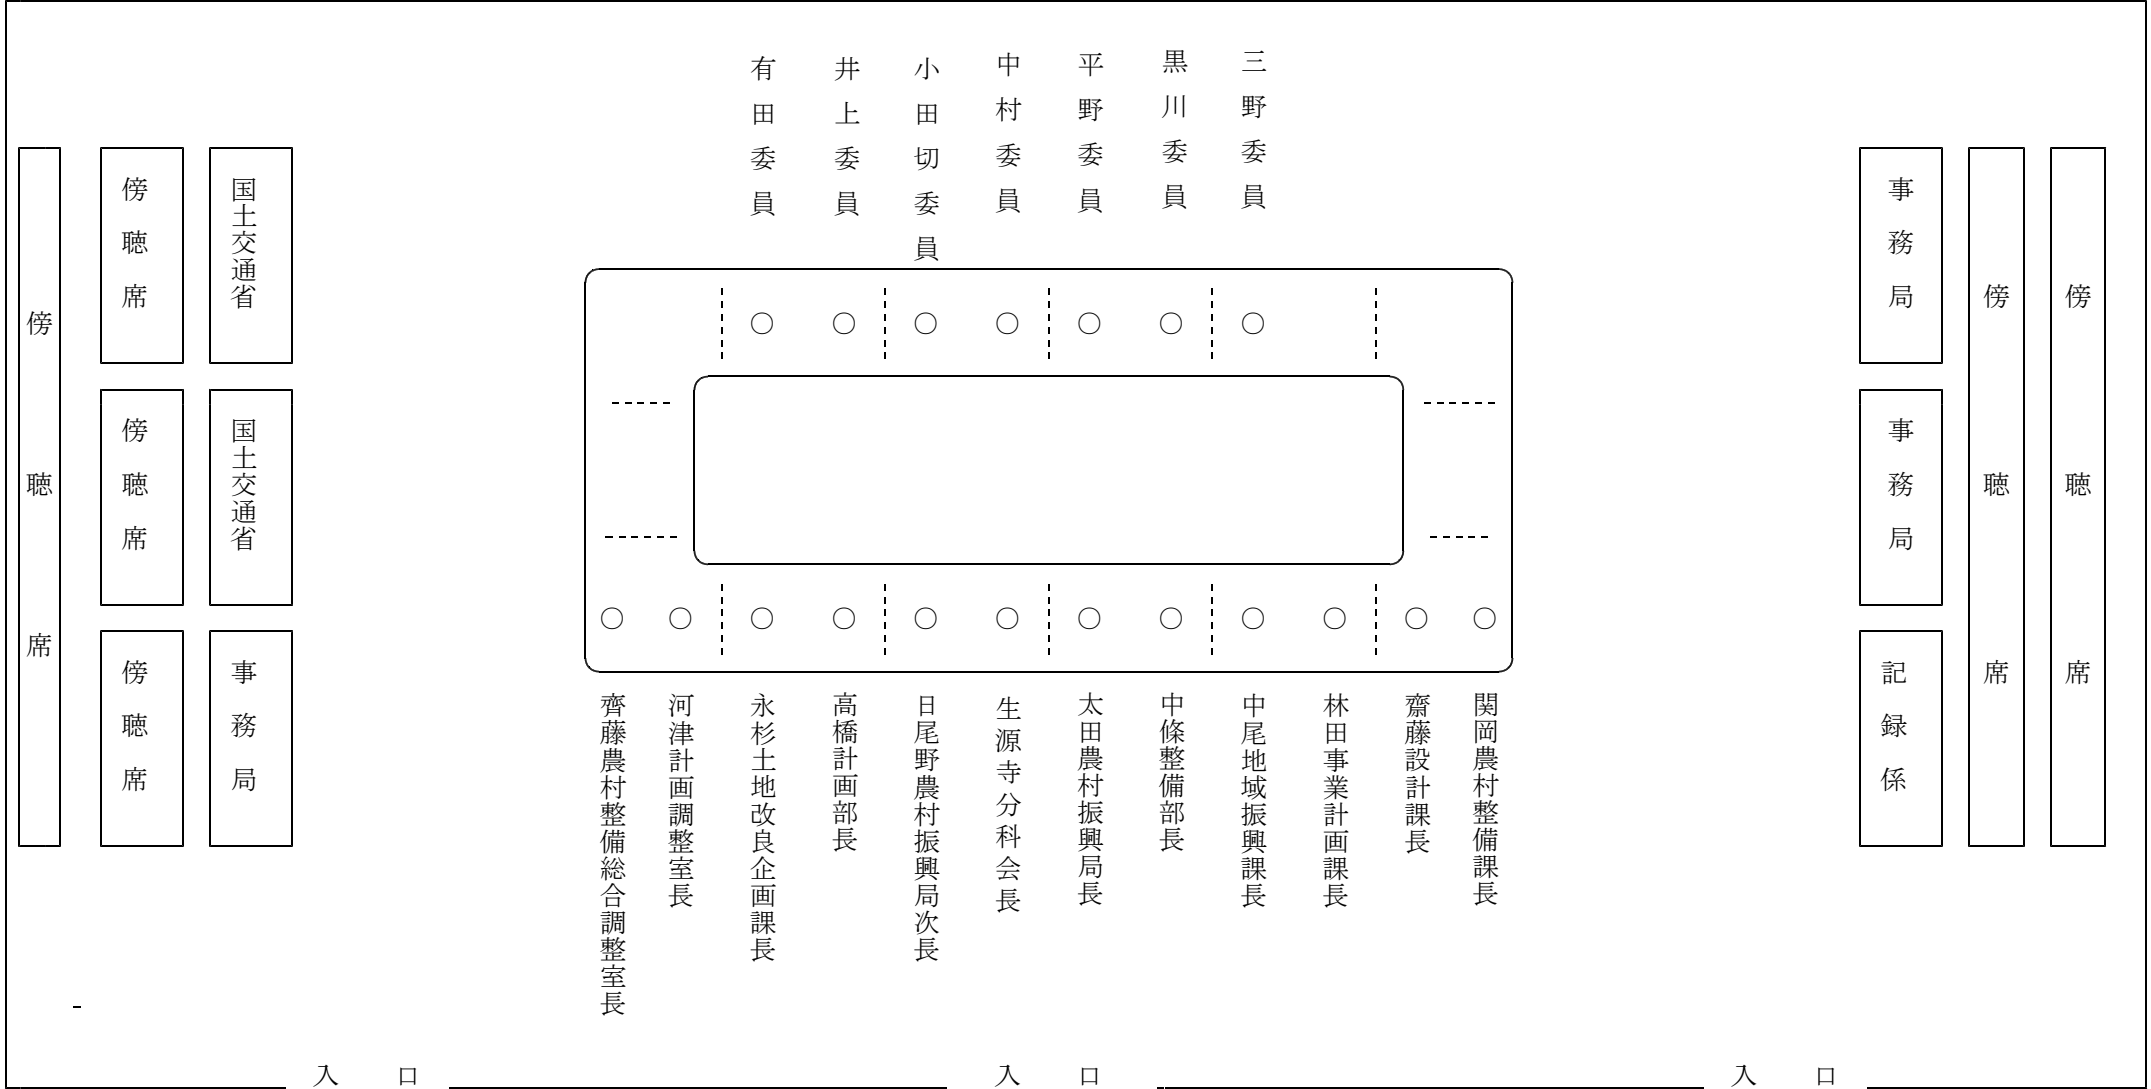 有田委員
井上委員
小田切委員
中村委員
平野委員
黒川委員
三野委員
傍聴席
傍聴席
国土交通省
傍聴席
国土交通省
傍聴席
事務局
事務局
事務局
記録係
傍聴席
傍聴席
○ ○ ○ ○ ○ ○ ○
○ ○ ○ ○ ○ ○ ○ ○ ○ ○ ○ ○
齊藤農村整備総合調整室長
河津計画調整室長
永杉土地改良企画課長
高橋計画部長
日尾野農村振興局次長
生源寺分科会長
太田農村振興局長
中條整備部長
中尾地域振興課長
林田事業計画課長
齋藤設計課長
関岡農村整備課長
入口
入口
入口